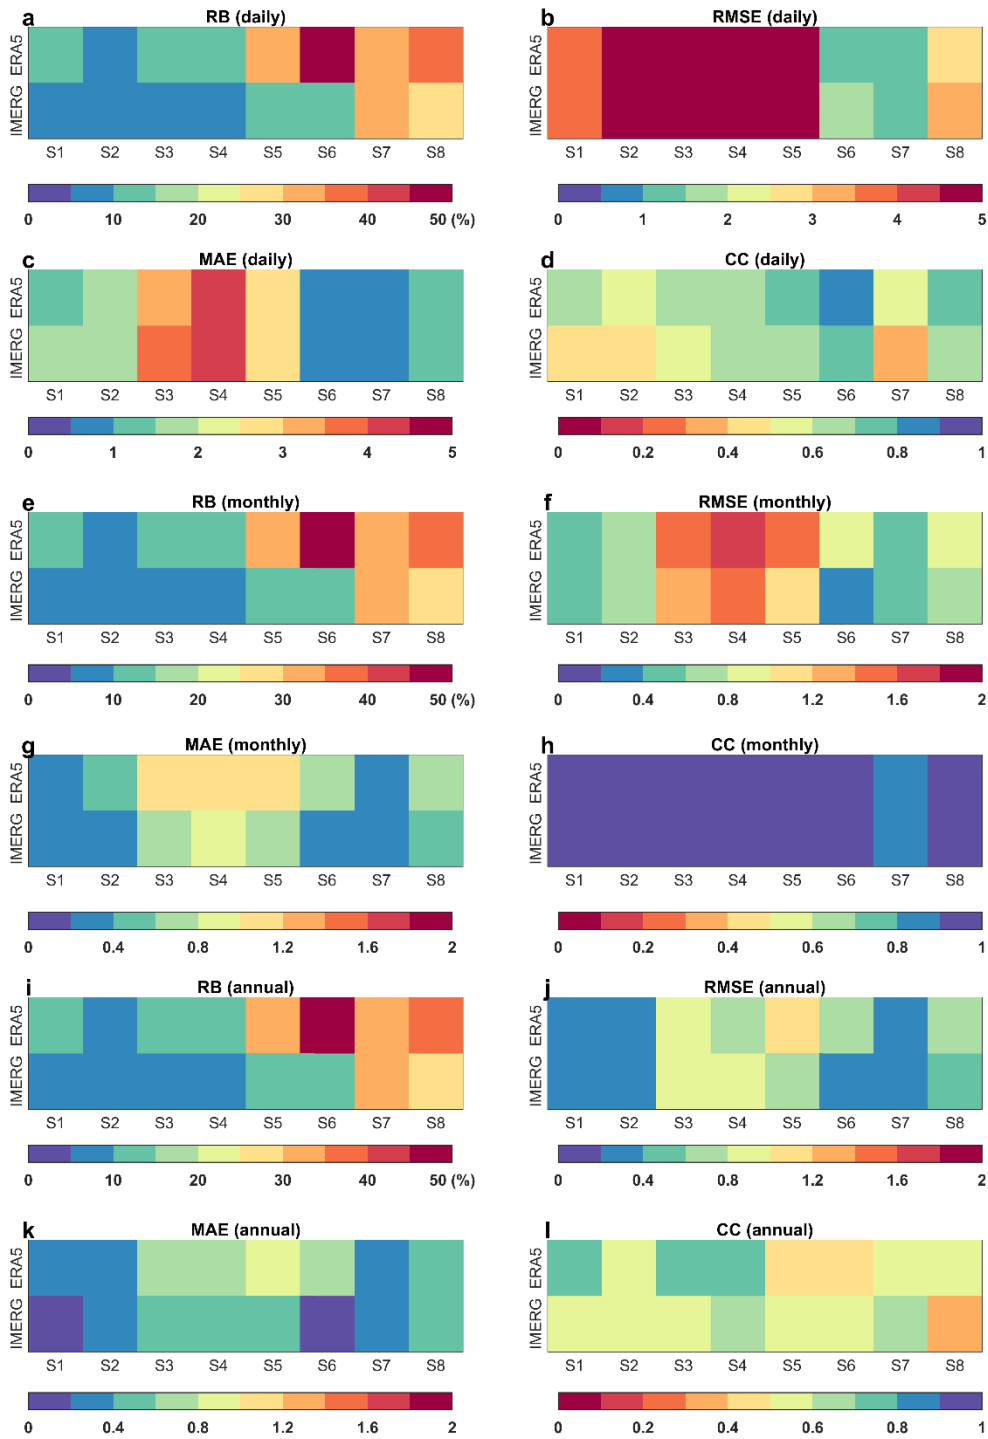 a RB (daily)
ERA5
IMERG
S1 S2 S3 S4 S5 S6 S7 S8
0 10 20 30 40 50 (%)
b RMSE (daily)
ERA5
IMERG
S1 S2 S3 S4 S5 S6 S7 S8
0 1 2 3 4 5
c MAE (daily)
ERA5
IMERG
S1 S2 S3 S4 S5 S6 S7 S8
0 1 2 3 4 5
d CC (daily)
ERA5
IMERG
S1 S2 S3 S4 S5 S6 S7 S8
0 0.2 0.4 0.6 0.8 1
e RB (monthly)
ERA5
IMERG
S1 S2 S3 S4 S5 S6 S7 S8
0 10 20 30 40 50 (%)
f RMSE (monthly)
ERA5
IMERG
S1 S2 S3 S4 S5 S6 S7 S8
0 0.4 0.8 1.2 1.6 2
g MAE (monthly)
ERA5
IMERG
S1 S2 S3 S4 S5 S6 S7 S8
0 0.4 0.8 1.2 1.6 2
h CC (monthly)
ERA5
IMERG
S1 S2 S3 S4 S5 S6 S7 S8
0 0.2 0.4 0.6 0.8 1
i RB (annual)
ERA5
IMERG
S1 S2 S3 S4 S5 S6 S7 S8
0 10 20 30 40 50 (%)
j RMSE (annual)
ERA5
IMERG
S1 S2 S3 S4 S5 S6 S7 S8
0 0.4 0.8 1.2 1.6 2
k MAE (annual)
ERA5
IMERG
S1 S2 S3 S4 S5 S6 S7 S8
0 0.4 0.8 1.2 1.6 2
l CC (annual)
ERA5
IMERG
S1 S2 S3 S4 S5 S6 S7 S8
0 0.2 0.4 0.6 0.8 1